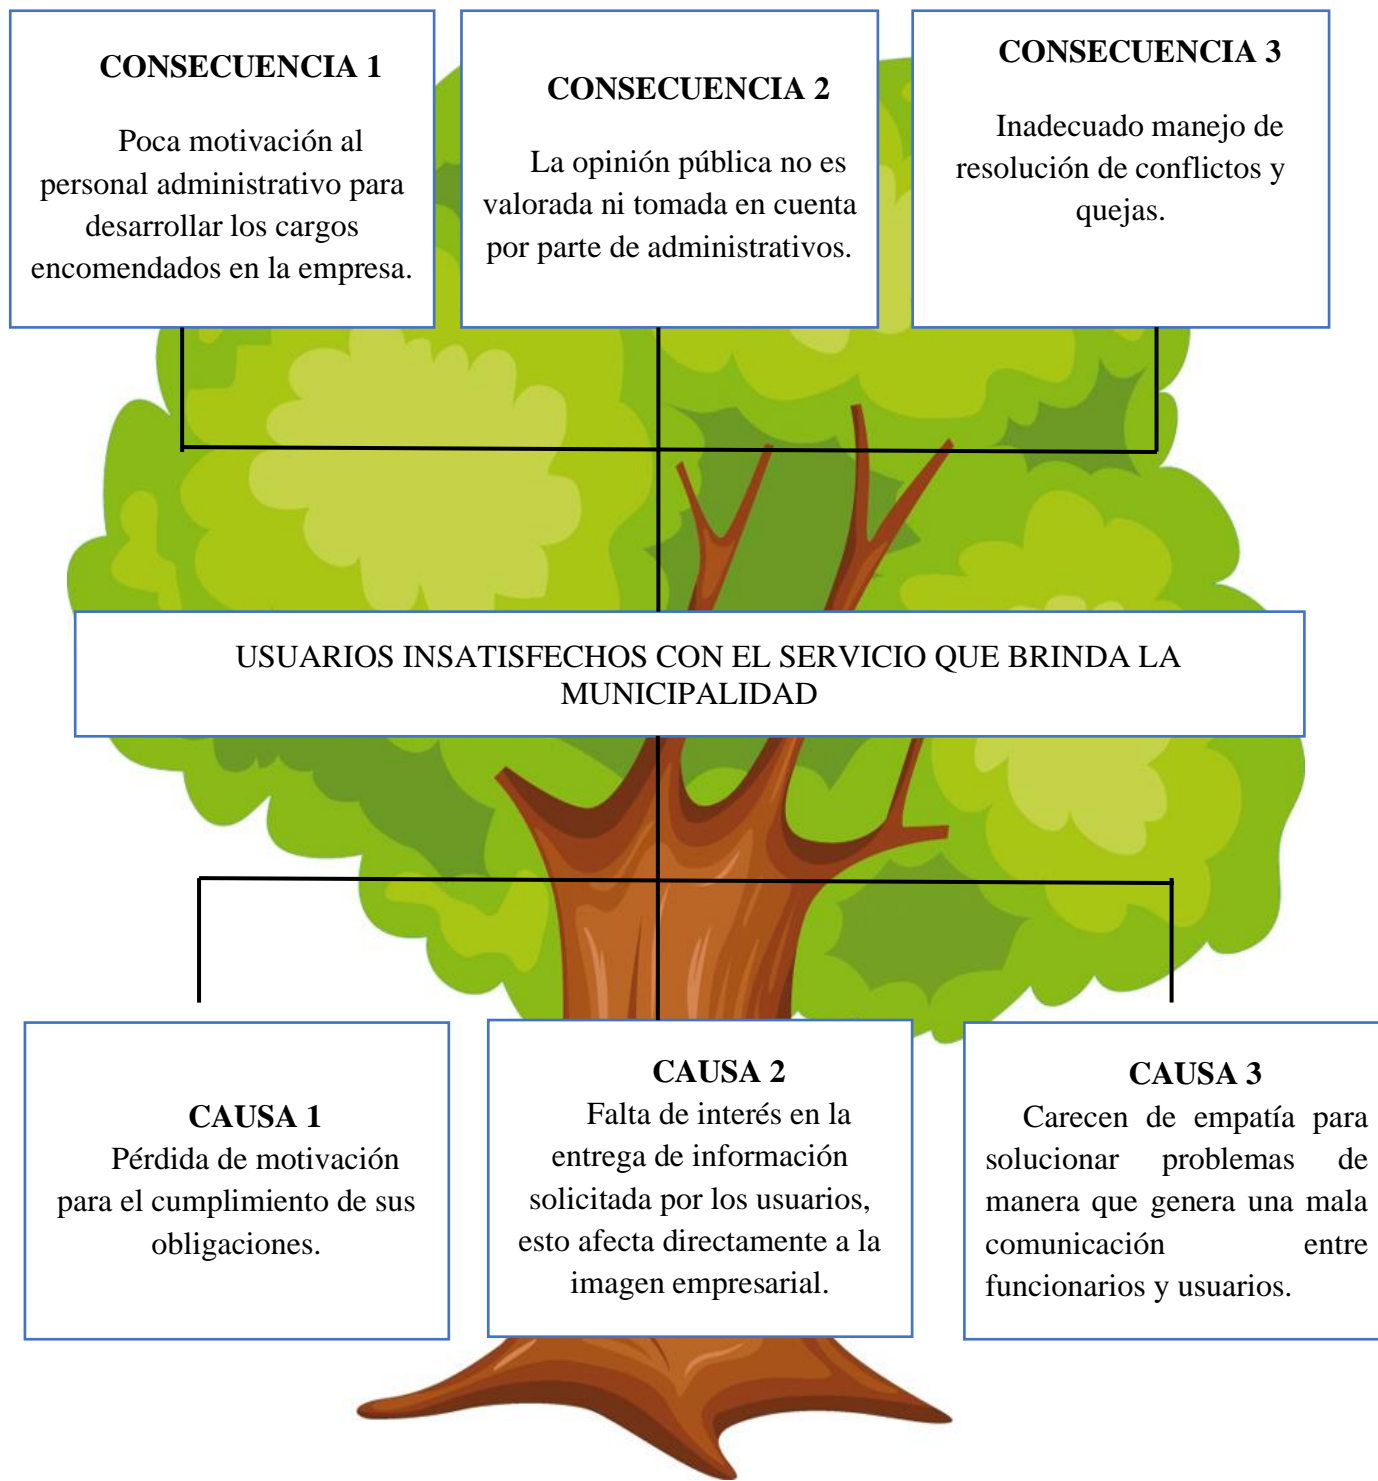 CONSECUENCIA 1
Poca motivación al
personal administrativo para
desarrollar los cargos
encomendados en la empresa.
CONSECUENCIA 2
La opinión pública no es
valorada ni tomada en cuenta
por parte de administrativos.
CONSECUENCIA 3
Inadecuado manejo de
resolución de conflictos y
quejas.
USUARIOS INSATISFECHOS CON EL SERVICIO QUE BRINDA LA
MUNICIPALIDAD
CAUSA 1
Pérdida de motivación
para el cumplimiento de sus
obligaciones.
CAUSA 2
Falta de interés en la
entrega de información
solicitada por los usuarios,
esto afecta directamente a la
imagen empresarial.
CAUSA 3
Carecen de empatía para
solucionar problemas de
manera que genera una mala
comunicación entre
funcionarios y usuarios.